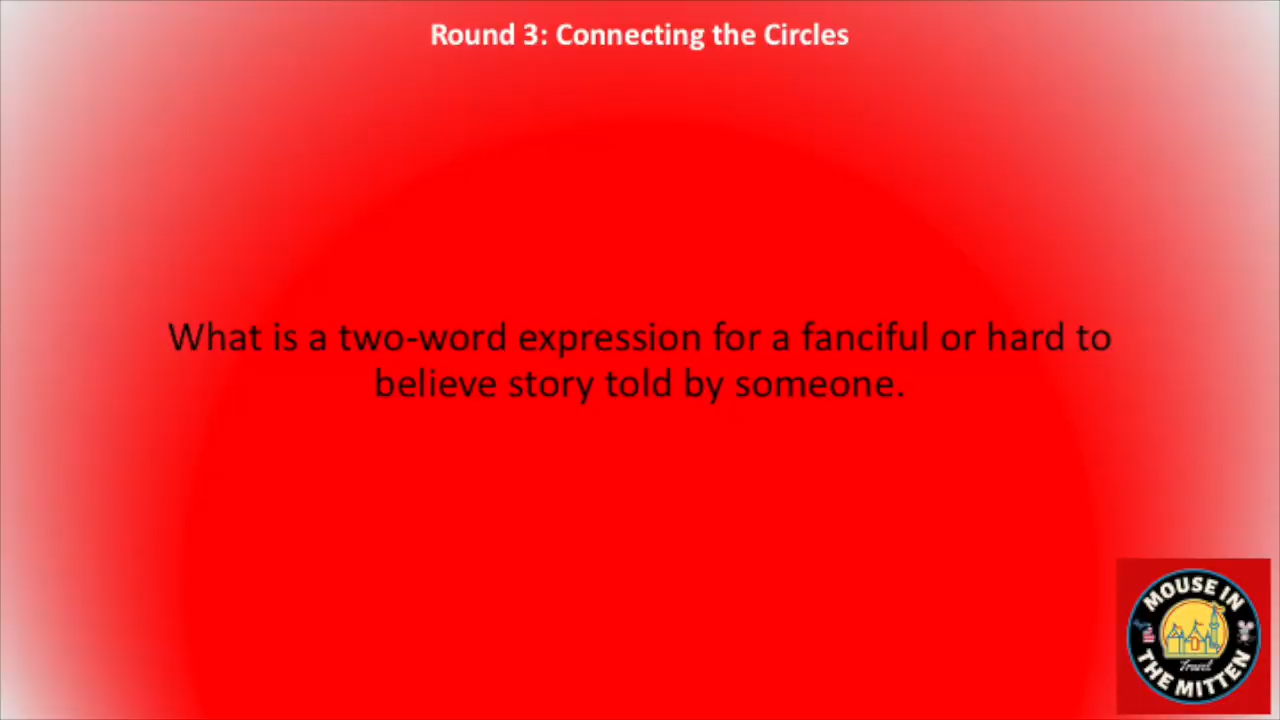 Round 3: Connecting the Circles
What is a two-word expression for a fanciful or hard to
believe story told by someone.
MOUSE IN
Travel
THE MITTEN